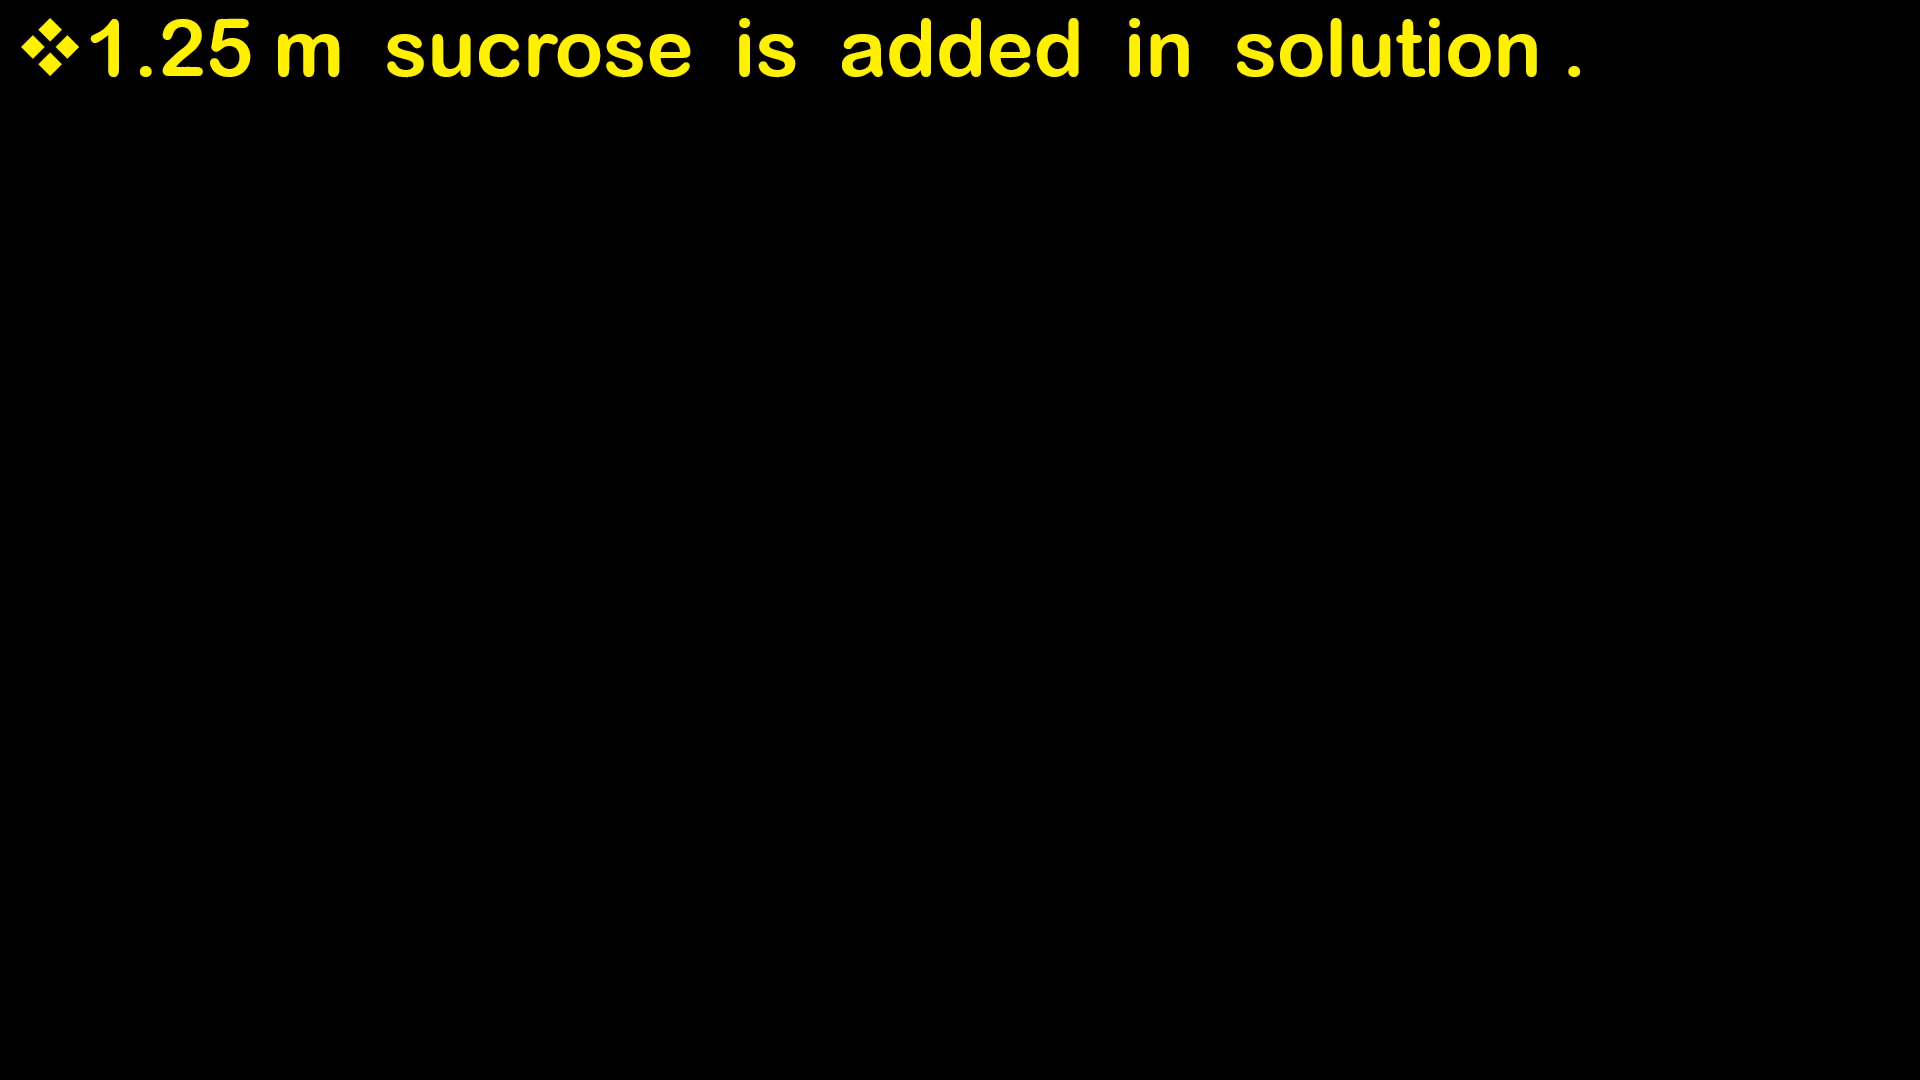 ❖1.25 m sucrose is added in solution .